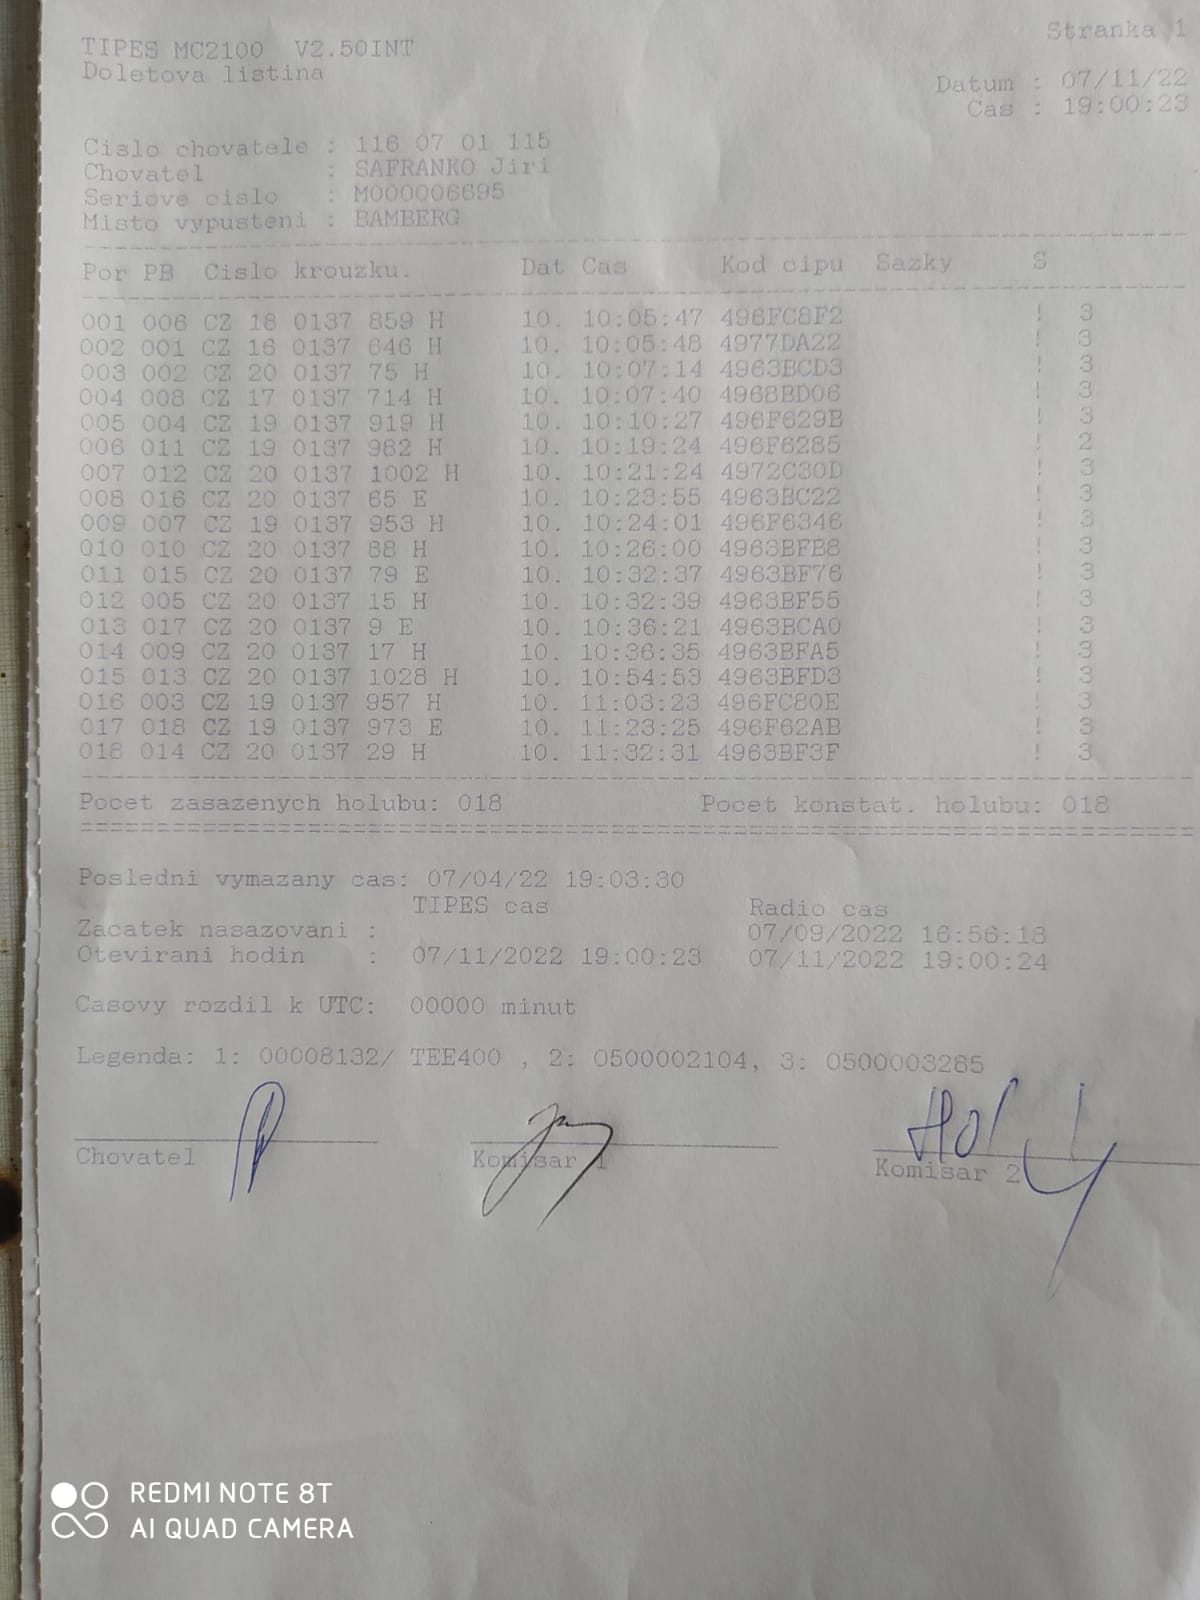 Stranka 1
TIPES MC2100 V2.50INT
Doletova listina
Datum : 07/11/22
Cas : 19:00:23
Cislo chovatele : 116 07 01 115
Chovatel : SAFRANKO Jiri
Seriove cislo : M000006695
Misto vypusteni : BAMBERG
Por PB Cislo krouzku. Dat Cas Kod cipu Sazky S
001 006 CZ 18 0137 859 H 10. 10:05:47 496FC8F2 ! 3
002 001 CZ 16 0137 646 H 10. 10:05:48 4977DA22 ! 3
003 002 CZ 20 0137 75 H 10. 10:07:14 4963BCD3 ! 3
004 008 CZ 17 0137 714 H 10. 10:07:40 4968BD06 ! 3
005 004 CZ 19 0137 919 H 10. 10:10:27 496F629B ! 3
006 011 CZ 19 0137 982 H 10. 10:19:24 496F6285 ! 2
007 012 CZ 20 0137 1002 H 10. 10:21:24 4972C30D ! 3
008 016 CZ 20 0137 65 E 10. 10:23:55 4963BC22 ! 3
009 007 CZ 19 0137 953 H 10. 10:24:01 496F6346 ! 3
010 010 CZ 20 0137 88 H 10. 10:26:00 4963BFB8 ! 3
011 015 CZ 20 0137 79 E 10. 10:32:37 4963BF76 ! 3
012 005 CZ 20 0137 15 H 10. 10:32:39 4963BF55 ! 3
013 017 CZ 20 0137 9 E 10. 10:36:21 4963BCA0 ! 3
014 009 CZ 20 0137 17 H 10. 10:36:35 4963BFA5 ! 3
015 013 CZ 20 0137 1028 H 10. 10:54:53 4963BFD3 ! 3
016 003 CZ 19 0137 957 H 10. 11:03:23 496FC80E ! 3
017 018 CZ 19 0137 973 E 10. 11:23:25 496F62AB ! 3
018 014 CZ 20 0137 29 H 10. 11:32:31 4963BF3F ! 3
Pocet zasazenych holubu: 018 Pocet konstat. holubu: 018
Posledni vymazany cas: 07/04/22 19:03:30
TIPES cas Radio cas
Zacatek nasazovani : 07/09/2022 16:56:18
Otevirani hodin : 07/11/2022 19:00:23 07/11/2022 19:00:24
Casovy rozdil k UTC: 00000 minut
Legenda: 1: 00008132/ TEE400 , 2: 0500002104, 3: 0500003285
Chovatel Komisar 1 Komisar 2
REDMI NOTE 8T
AI QUAD CAMERA